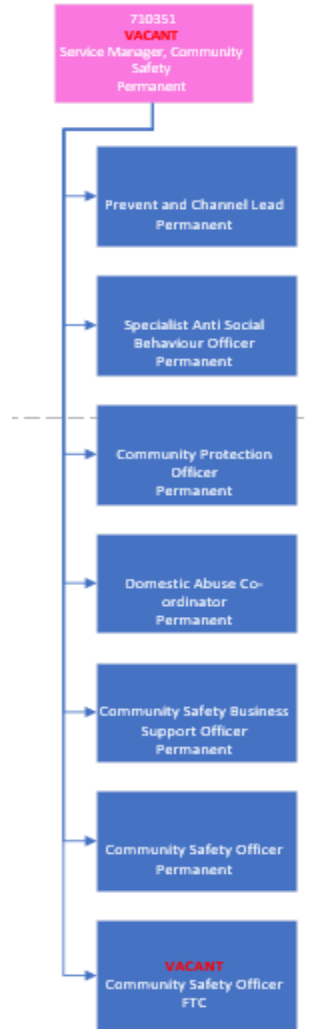 710351
VACANT
Service Manager, Community
Safety
Permanent
Prevent and Channel Lead
Permanent
Specialist Anti Social
Behaviour Officer
Permanent
Community Protection
Officer
Permanent
Domestic Abuse Co-
ordinator
Permanent
Community Safety Business
Support Officer
Permanent
Community Safety Officer
Permanent
VACANT
Community Safety Officer
FTC